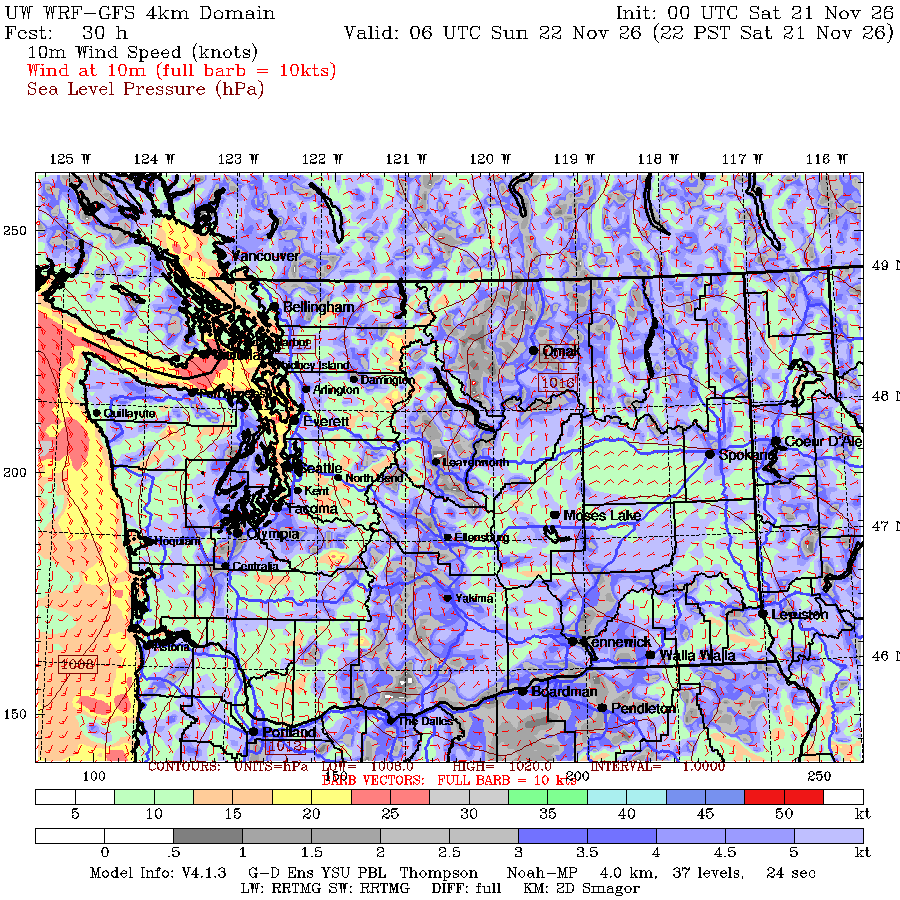 UW WRF-GFS 4km Domain Init: 00 UTC Sat 21 Nov 26
Fcst: 30 h Valid: 06 UTC Sun 22 Nov 26 (22 PST Sat 21 Nov 26)
10m Wind Speed (knots)
Wind at 10m (full barb = 10kts)
Sea Level Pressure (hPa)
125 W 124 W 123 W 122 W 121 W 120 W 119 W 118 W 117 W 116 W
250
Vancouver
49 N
Bellingham
Omak
Darrington
1016
Arlington
48 N
Quillayute
Everett
Coeur D'Ale
Spokane
Leavenworth
200
Seattle
North Bend
Kent
Tacoma
Moses Lake
47 N
Olympia
Ellensburg
Hoquiam
Centralia
Yakima
Lewiston
Kennewick
Astoria
Walla Walla
46 N
1008
Boardman
Pendleton
150
The Dalles
Portland
1012
CONTOURS: UNITS=hPa LOW= 1008.0 HIGH= 1020.0 INTERVAL= 1.0000
100 150 200 250
BARB VECTORS: FULL BARB = 10 kts
5 10 15 20 25 30 35 40 45 50 kt
0 .5 1 1.5 2 2.5 3 3.5 4 4.5 5 kt
Model Info: V4.1.3 G-D Ens YSU PBL Thompson Noah-MP 4.0 km, 37 levels, 24 sec
LW: RRTMG SW: RRTMG DIFF: full KM: 2D Smagor